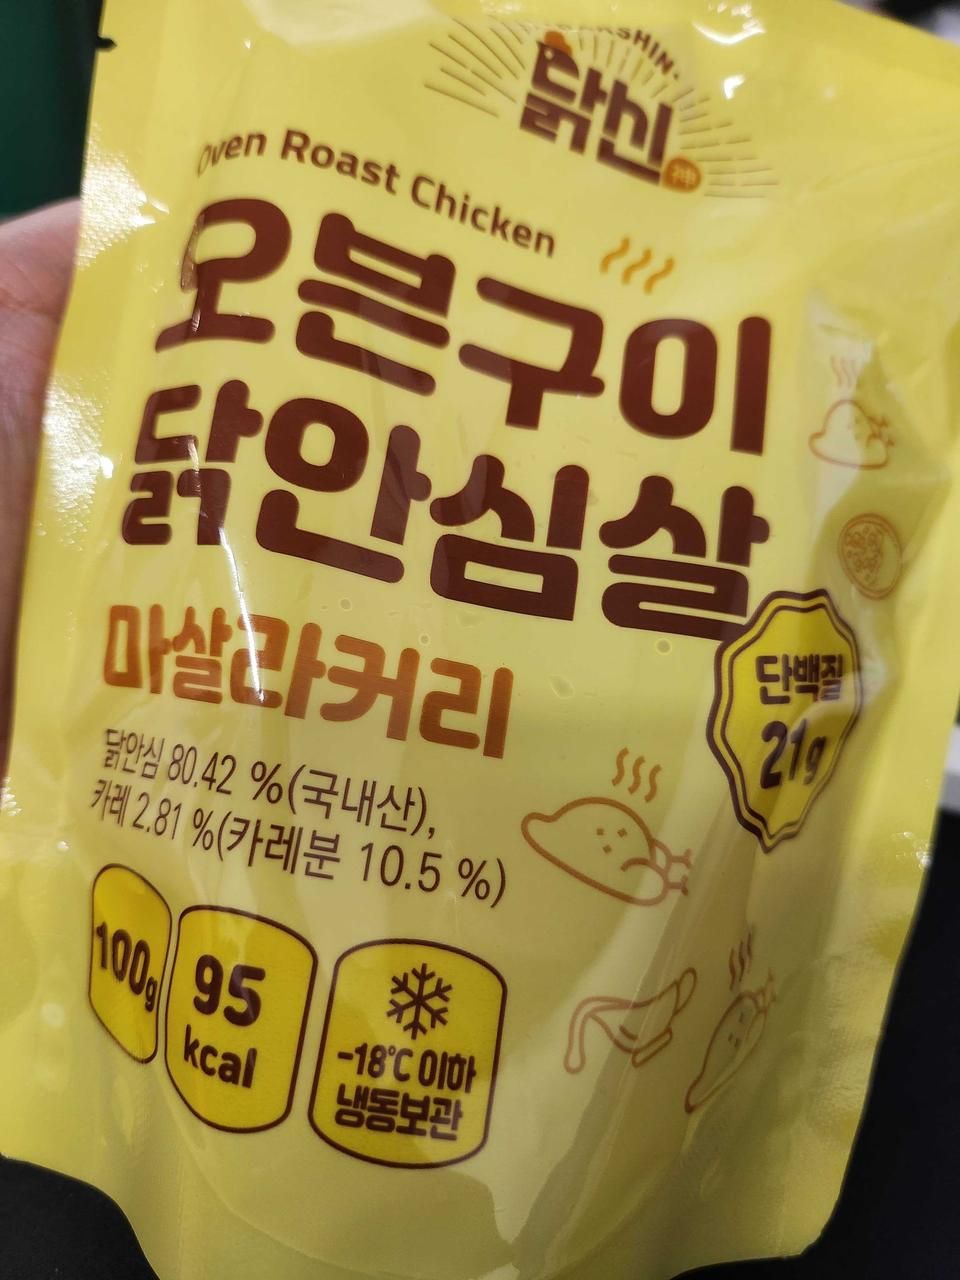 닭신
神
Oven Roast Chicken
오븐구이
닭안심살
마살라커리
닭안심 80.42 %(국내산),
카레 2.81 %(카레분 10.5 %)
단백질
21g
100g
95
kcal
-18℃ 이하
냉동보관